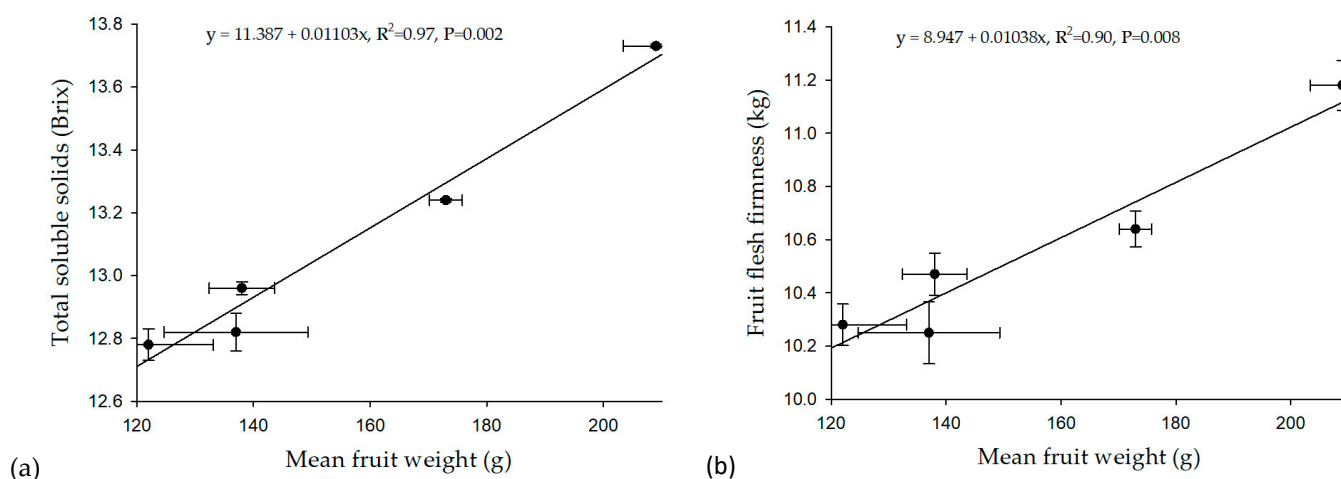 y = 11.387 + 0.01103x, R²=0.97, P=0.002
13.8
13.6
13.4
13.2
13.0
12.8
12.6
Total soluble solids (Brix)
120 140 160 180 200
Mean fruit weight (g)
(a)
y = 8.947 + 0.01038x, R²=0.90, P=0.008
11.4
11.2
11.0
10.8
10.6
10.4
10.2
10.0
Fruit flesh firmness (kg)
120 140 160 180 200
Mean fruit weight (g)
(b)